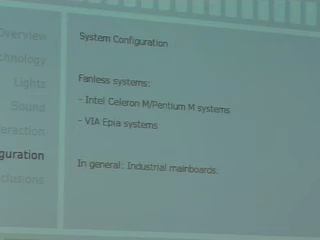 Overview
chnology
Lights
Sound
eraction
guration
clusions
System Configuration
Fanless systems:
- Intel Celeron M/Pentium M systems
- VIA Epia systems
In general: Industrial mainboards.